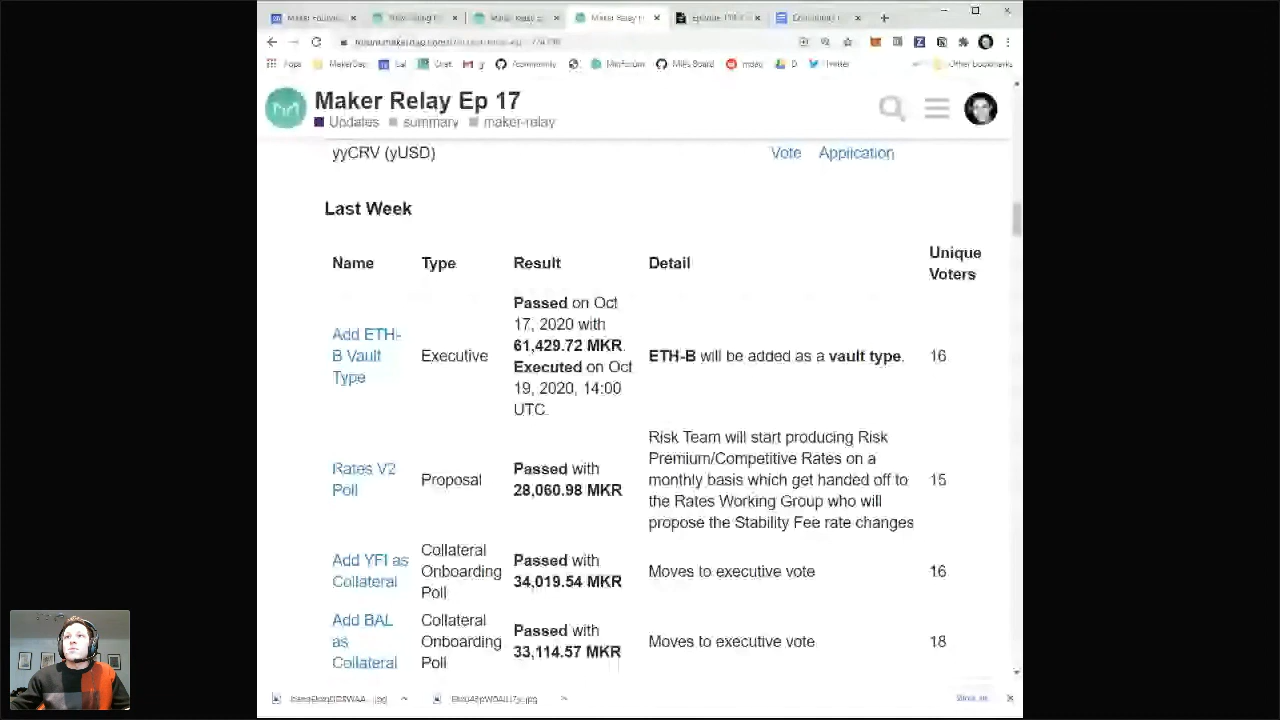 Maker Relay Ep 17
Updates summary maker-relay
yyCRV (yUSD) Vote Application
Last Week
Name Type Result Detail Unique Voters
Add ETH-B Vault Type
Executive
Passed on Oct 17, 2020 with 61,429.72 MKR. Executed on Oct 19, 2020, 14:00 UTC.
ETH-B will be added as a vault type.
16
Rates V2 Poll
Proposal
Passed with 28,060.98 MKR
Risk Team will start producing Risk
Premium/Competitive Rates on a
monthly basis which get handed off to
the Rates Working Group who will
propose the Stability Fee rate changes
15
Add YFI as Collateral
Collateral Onboarding Poll
Passed with 34,019.54 MKR
Moves to executive vote
16
Add BAL as Collateral
Collateral Onboarding Poll
Passed with 33,114.57 MKR
Moves to executive vote
18
Apps
Twitter
Other bookmarks